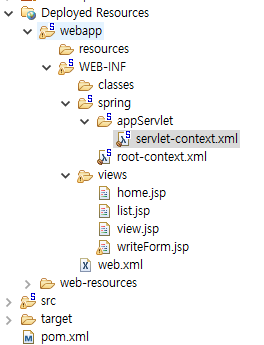 Deployed Resources
webapp
resources
WEB-INF
classes
spring
appServlet
servlet-context.xml
root-context.xml
views
home.jsp
list.jsp
view.jsp
writeForm.jsp
web.xml
web-resources
src
target
pom.xml